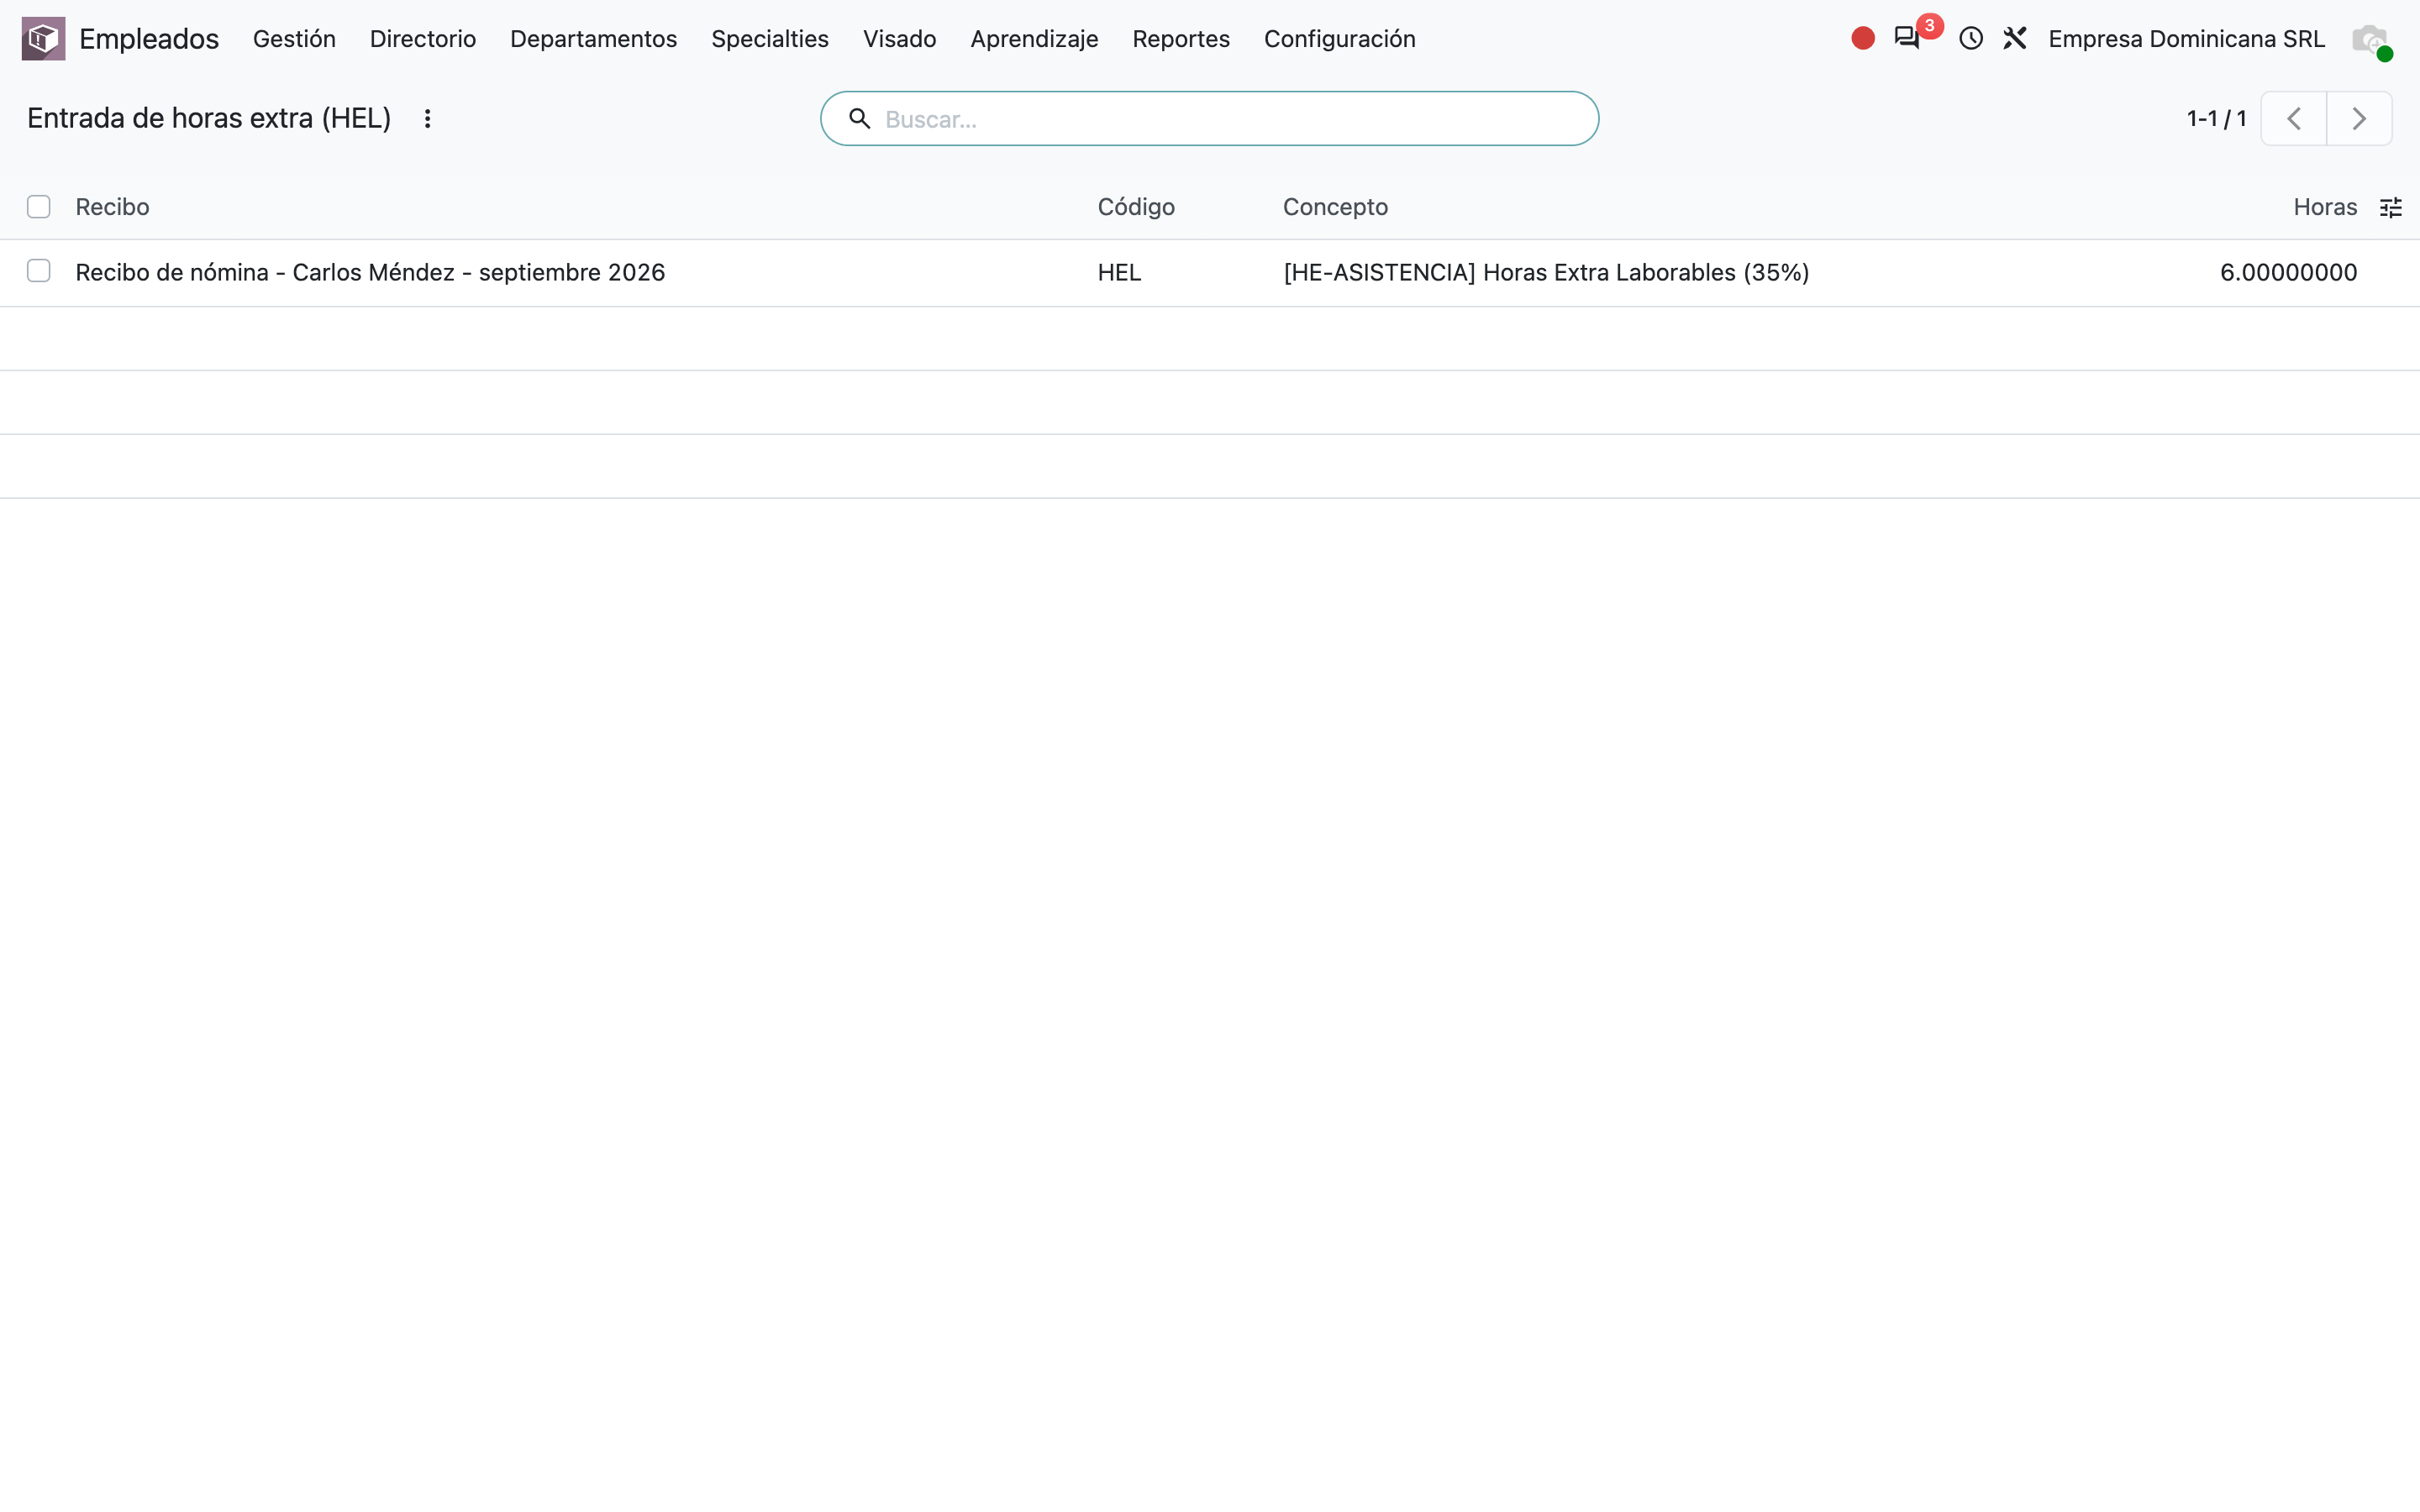 Empleados Gestión Directorio Departamentos Specialties Visado Aprendizaje Reportes Configuración 3 Empresa Dominicana SRL
Entrada de horas extra (HEL) Buscar... 1-1 / 1
Recibo Código Concepto Horas
Recibo de nómina - Carlos Méndez - septiembre 2026 HEL [HE-ASISTENCIA] Horas Extra Laborables (35%) 6.00000000